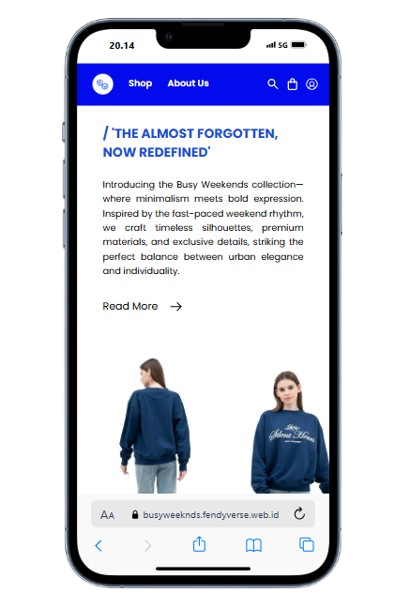 20.14
5G
Shop About Us
/ 'THE ALMOST FORGOTTEN,
NOW REDEFINED'
Introducing the Busy Weekends collection—
where minimalism meets bold expression.
Inspired by the fast-paced weekend rhythm,
we craft timeless silhouettes, premium
materials, and exclusive details, striking the
perfect balance between urban elegance
and individuality.
Read More →
Silent Hours
AA busyweeknds.fendyverse.web.id